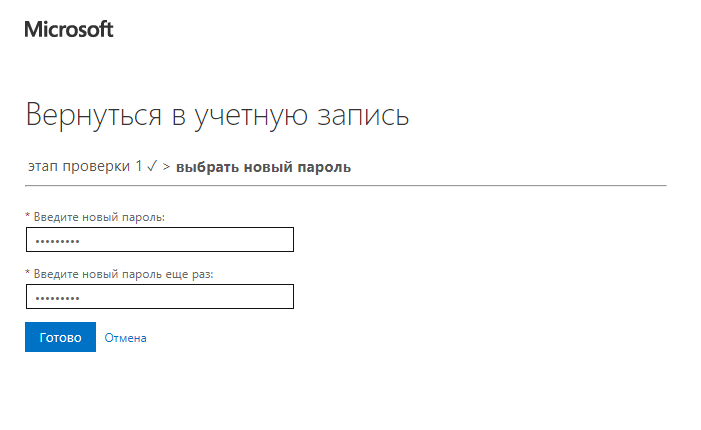 Microsoft
Вернуться в учетную запись
этап проверки 1 ✓ > выбрать новый пароль
* Введите новый пароль:
•••••••••
* Введите новый пароль еще раз:
•••••••••
Готово Отмена